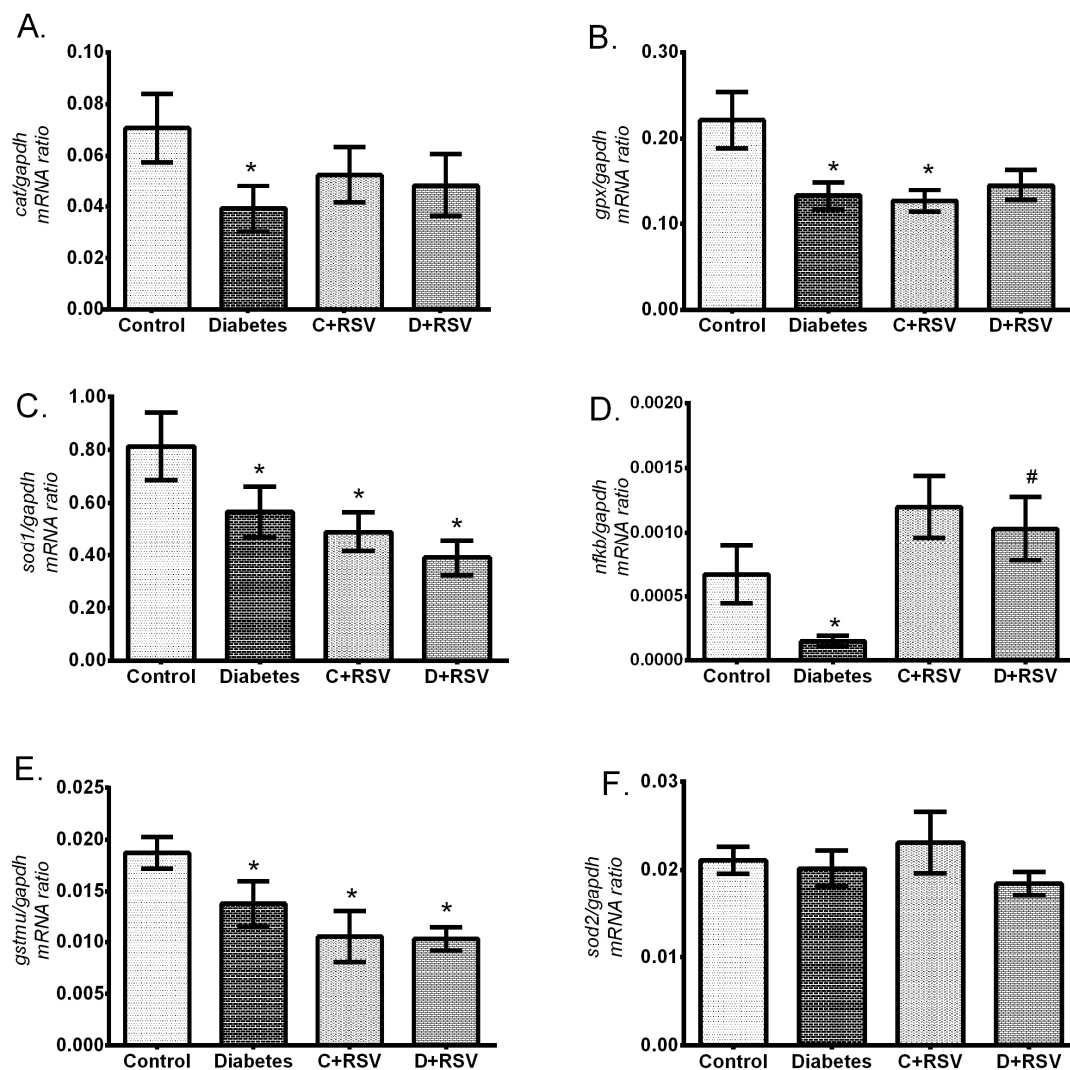 A.
cat/gapdh
mRNA ratio
0.10
0.08
0.06
0.04
0.02
0.00
*
Control Diabetes C+RSV D+RSV
B.
gpx/gapdh
mRNA ratio
0.30
0.20
0.10
0.00
* *
Control Diabetes C+RSV D+RSV
C.
sod1/gapdh
mRNA ratio
1.00
0.80
0.60
0.40
0.20
0.00
* * *
Control Diabetes C+RSV D+RSV
D.
nfkb/gapdh
mRNA ratio
0.0020
0.0015
0.0010
0.0005
0.0000
* #
Control Diabetes C+RSV D+RSV
E.
gstmu/gapdh
mRNA ratio
0.025
0.020
0.015
0.010
0.005
0.000
* * *
Control Diabetes C+RSV D+RSV
F.
sod2/gapdh
mRNA ratio
0.03
0.02
0.01
0.00
Control Diabetes C+RSV D+RSV